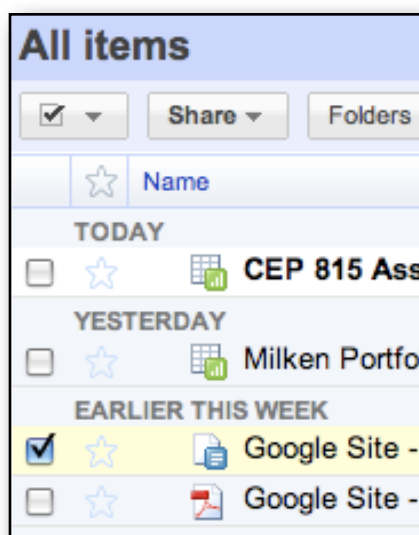 All items
Share Folders
Name
TODAY
CEP 815 Ass
YESTERDAY
Milken Portfo
EARLIER THIS WEEK
Google Site -
Google Site -